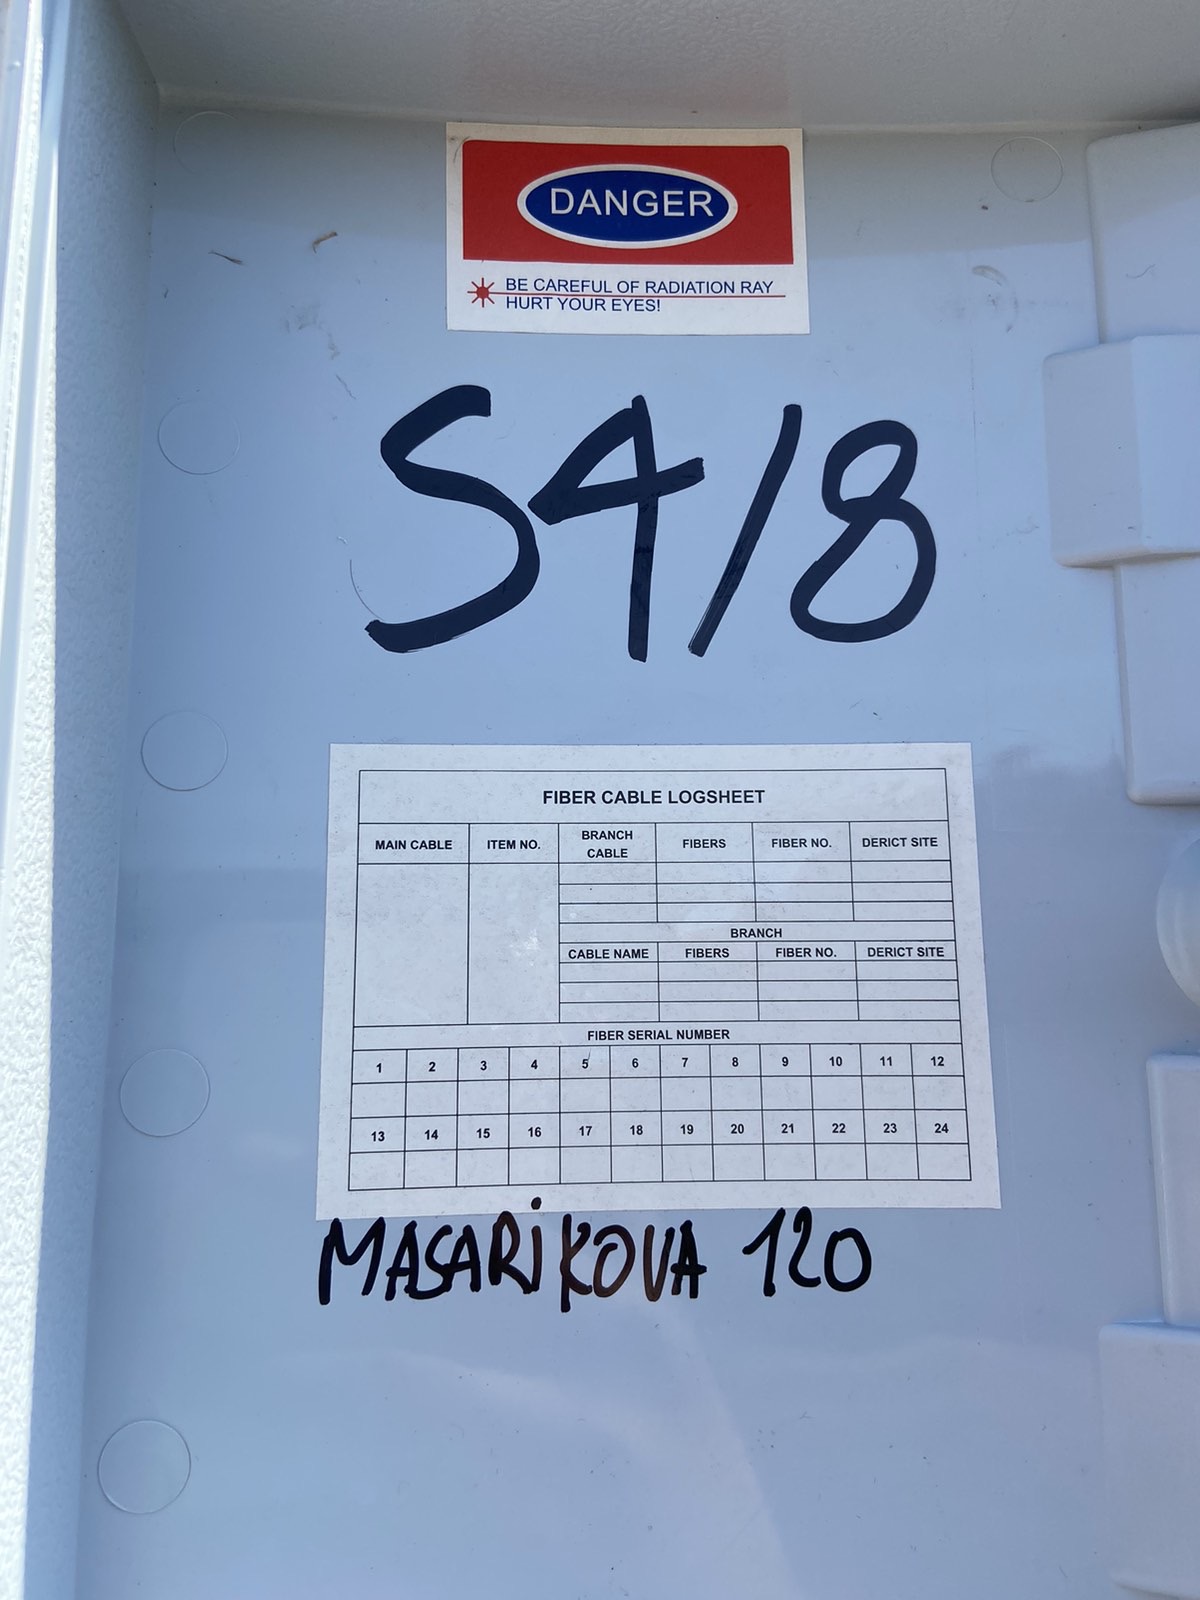 DANGER
BE CAREFUL OF RADIATION RAY
HURT YOUR EYES!
S4/8
FIBER CABLE LOGSHEET
MAIN CABLE ITEM NO. BRANCH CABLE FIBERS FIBER NO. DERICT SITE
BRANCH
CABLE NAME FIBERS FIBER NO. DERICT SITE
FIBER SERIAL NUMBER
1 2 3 4 5 6 7 8 9 10 11 12
13 14 15 16 17 18 19 20 21 22 23 24
MASARiKOVA 120